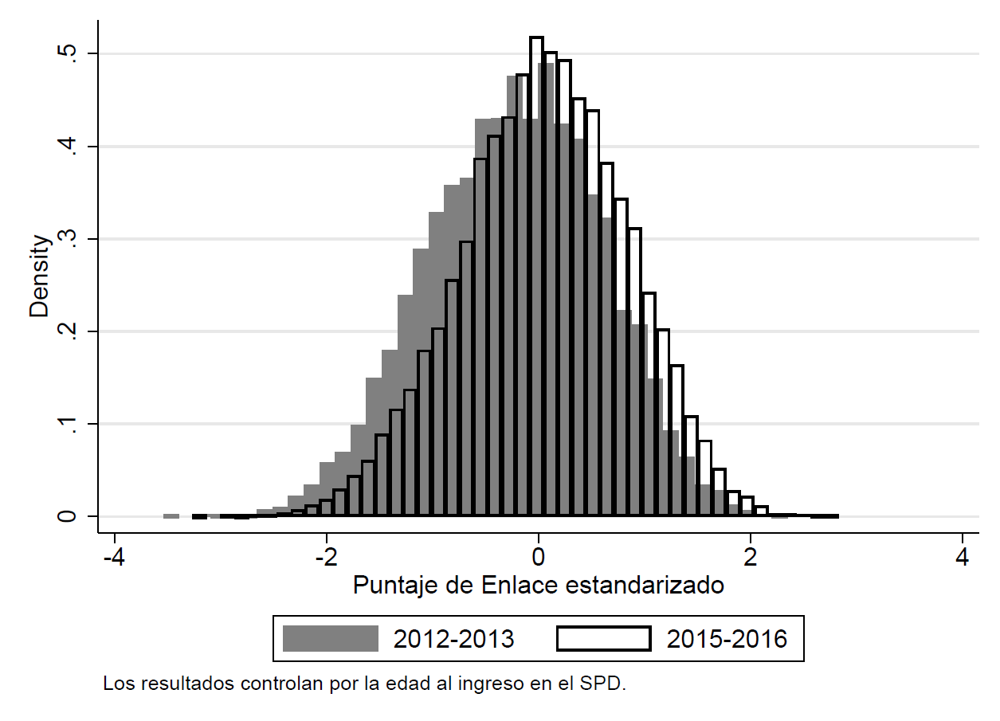 .5
.4
.3
.2
.1
0
Density
-4 -2 0 2 4
Puntaje de Enlace estandarizado
2012-2013 2015-2016
Los resultados controlan por la edad al ingreso en el SPD.